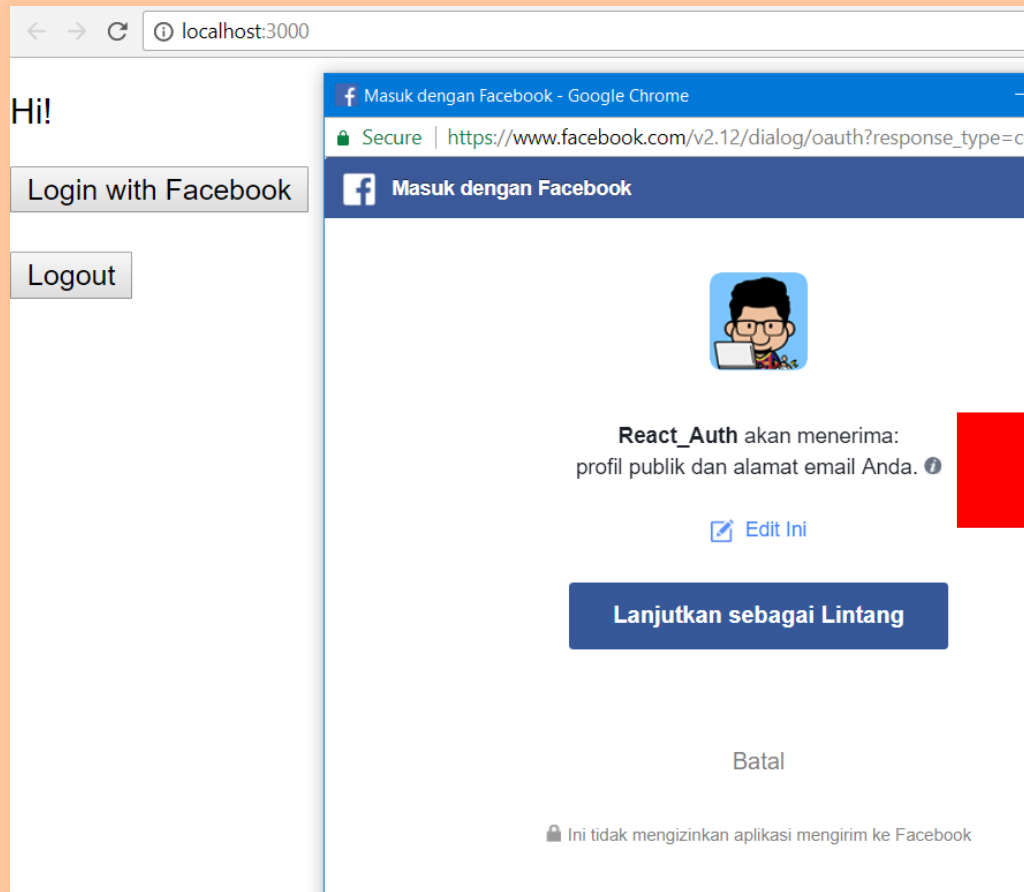 localhost:3000
Hi!
Login with Facebook
Logout
Masuk dengan Facebook - Google Chrome
Secure | https://www.facebook.com/v2.12/dialog/oauth?response_type=c
Masuk dengan Facebook
React_Auth akan menerima:
profil publik dan alamat email Anda.
Edit Ini
Lanjutkan sebagai Lintang
Batal
Ini tidak mengizinkan aplikasi mengirim ke Facebook